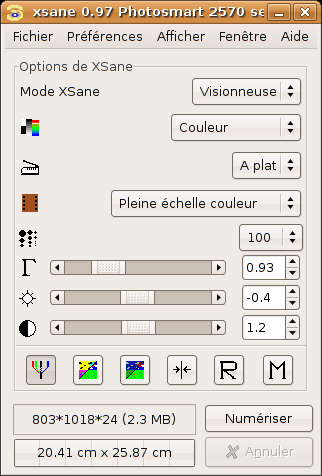 xsane 0.97 Photosmart 2570 se
Fichier Préférences Afficher Fenêtre Aide
Options de XSane
Mode XSane Visionneuse
Couleur
A plat
Pleine échelle couleur
100
Γ 0.93
-0.4
1.2
R M
803*1018*24 (2.3 MB) Numériser
20.41 cm x 25.87 cm Annuler